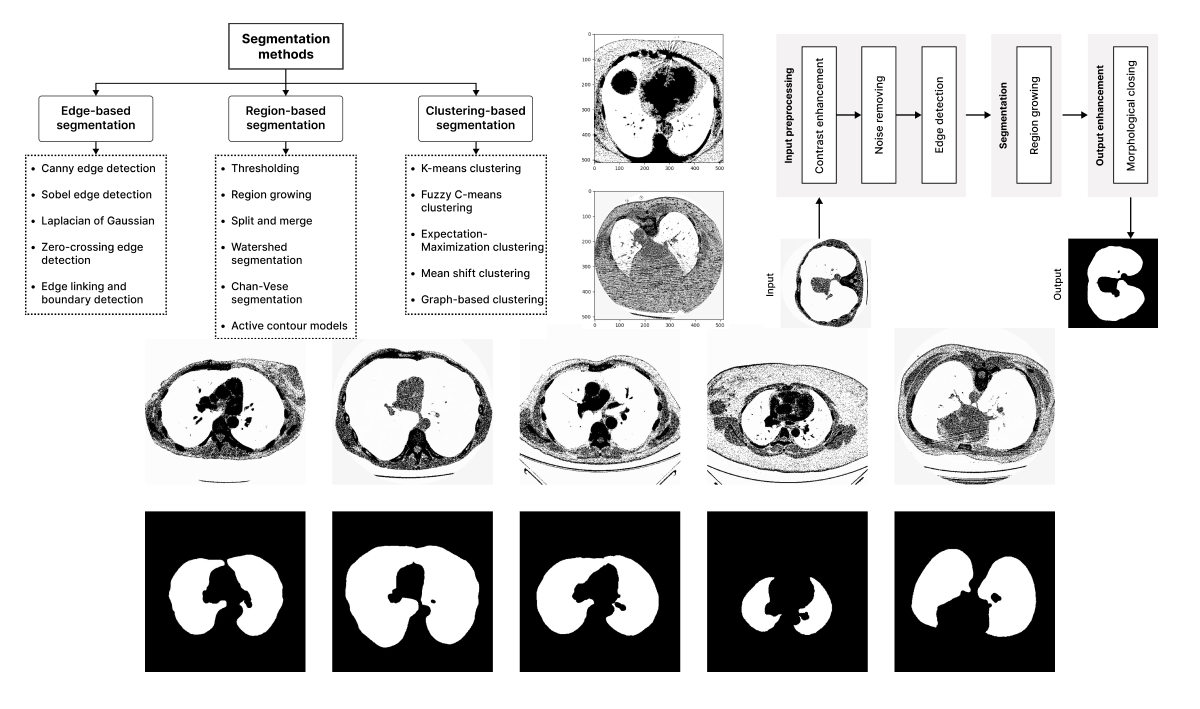 Segmentation
methods
Edge-based
segmentation
Region-based
segmentation
Clustering-based
segmentation
• Canny edge detection
• Sobel edge detection
• Laplacian of Gaussian
• Zero-crossing edge
detection
• Edge linking and
boundary detection
• Thresholding
• Region growing
• Split and merge
• Watershed
segmentation
• Chan-Vese
segmentation
• Active contour models
• K-means clustering
• Fuzzy C-means
clustering
• Expectation-
Maximization clustering
• Mean shift clustering
• Graph-based clustering
0
100
200
300
400
500
0 100 200 300 400 500
0
100
200
300
400
500
0 100 200 300 400 500
Input preprocessing
Contrast enhancement
Noise removing
Edge detection
Segmentation
Region growing
Output enhancement
Morphological closing
Input
Output